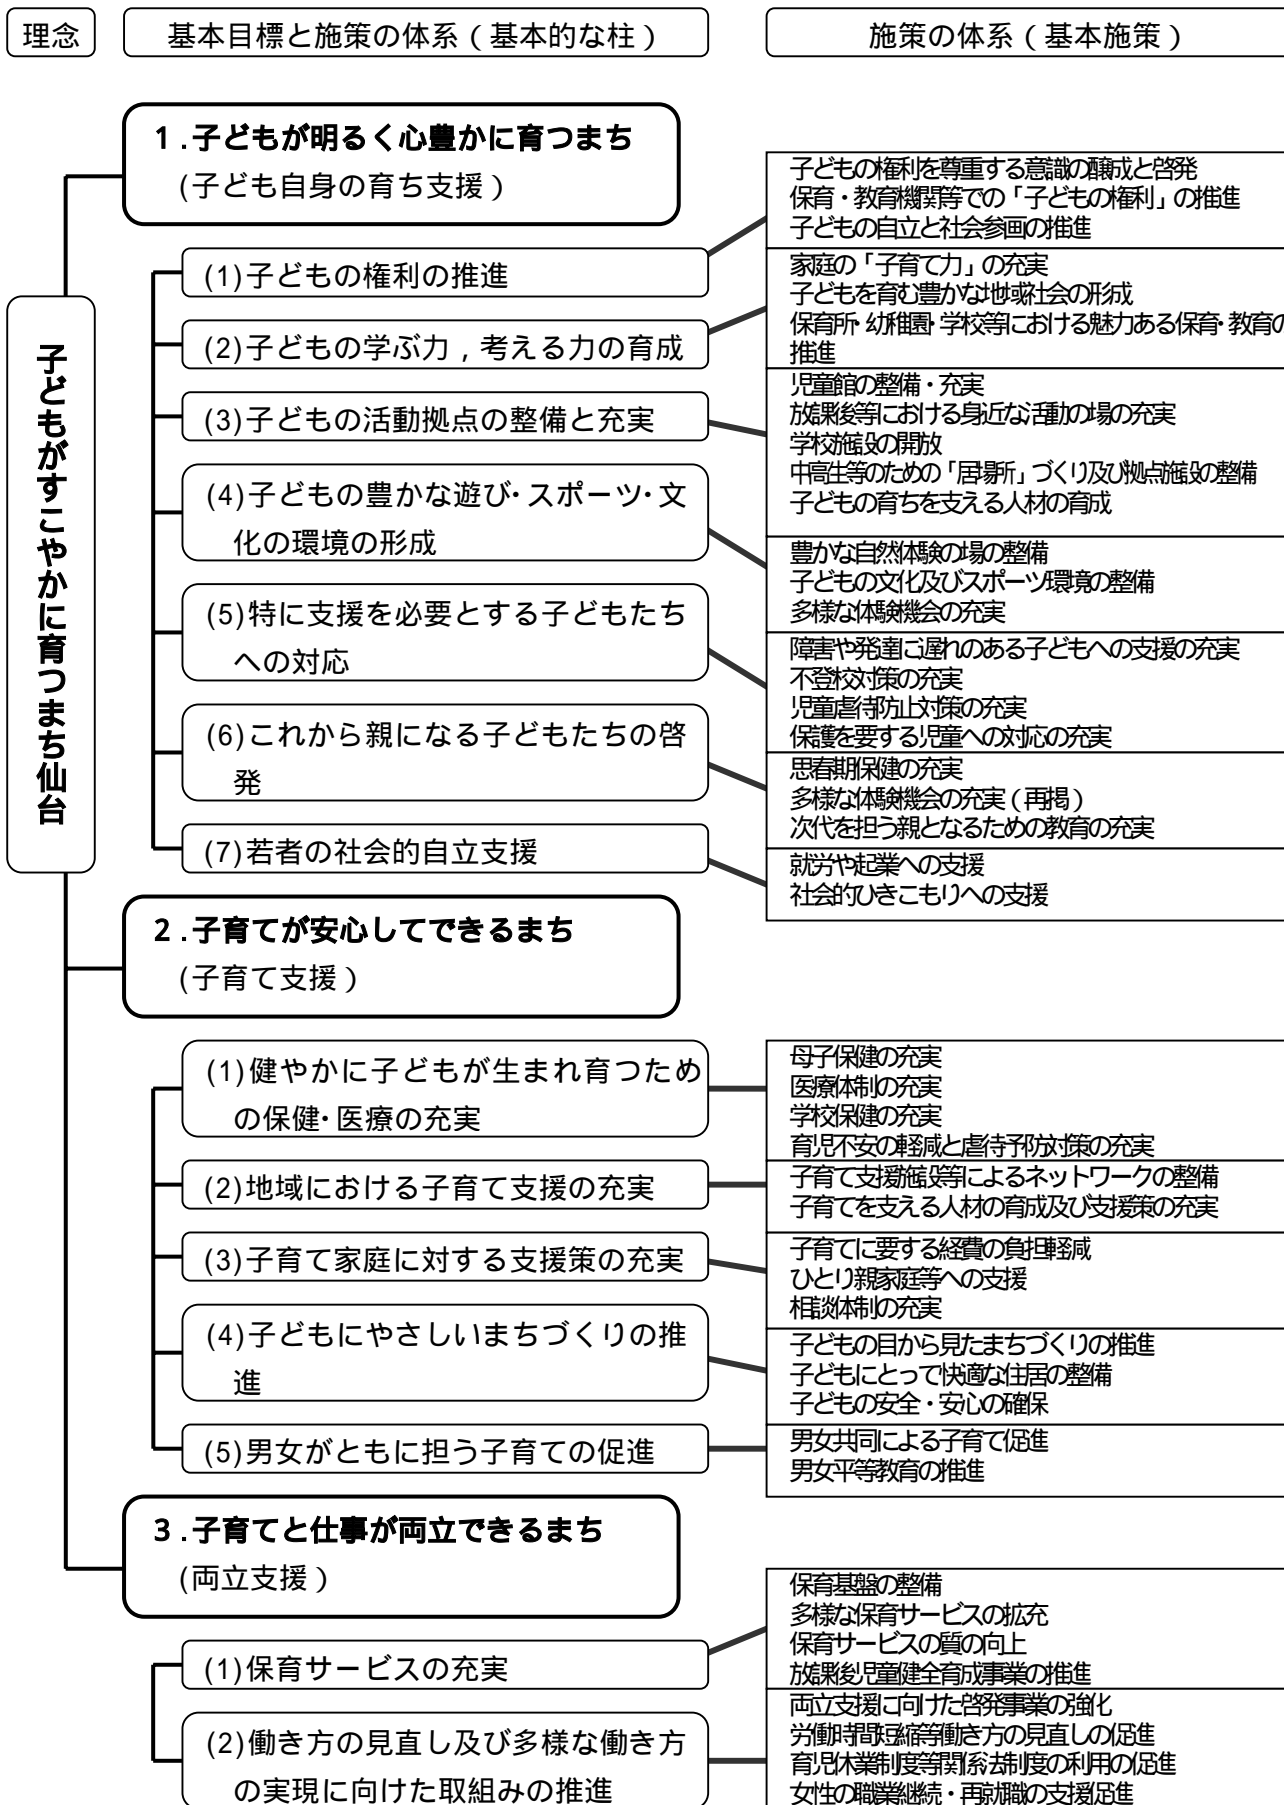 理念
基本目標と施策の体系（基本的な柱）
施策の体系（基本施策）
子どもがすこやかに育つまち仙台
１.子どもが明るく心豊かに育つまち
(子ども自身の育ち支援）
(1)子どもの権利の推進
子どもの権利を尊重する意識の醸成と啓発
保育・教育機関等での「子どもの権利」の推進
子どもの自立と社会参画の推進
(2)子どもの学ぶ力，考える力の育成
家庭の「子育て力」の充実
子どもを育む豊かな地域社会の形成
保育所・幼稚園・学校等における魅力ある保育・教育の
推進
(3)子どもの活動拠点の整備と充実
児童館の整備・充実
放課後等における身近な活動の場の充実
学校施設の開放
中高生等のための「居場所」づくり及び拠点施設の整備
子どもの育ちを支える人材の育成
(4)子どもの豊かな遊び・スポーツ・文
化の環境の形成
豊かな自然体験の場の整備
子どもの文化及びスポーツ環境の整備
多様な体験機会の充実
(5)特に支援を必要とする子どもたち
への対応
障害や発達に遅れのある子どもへの支援の充実
不登校対策の充実
児童虐待防止対策の充実
保護を要する児童への対応の充実
(6)これから親になる子どもたちの啓
発
思春期保健の充実
多様な体験機会の充実（再掲）
次代を担う親となるための教育の充実
(7)若者の社会的自立支援
就労や起業への支援
社会的ひきこもりへの支援
２.子育てが安心してできるまち
(子育て支援）
(1)健やかに子どもが生まれ育つため
の保健・医療の充実
母子保健の充実
医療体制の充実
学校保健の充実
育児不安の軽減と虐待予防対策の充実
(2)地域における子育て支援の充実
子育て支援施設等によるネットワークの整備
子育てを支える人材の育成及び支援策の充実
(3)子育て家庭に対する支援策の充実
子育てに要する経費の負担軽減
ひとり親家庭等への支援
相談体制の充実
(4)子どもにやさしいまちづくりの推
進
子どもの目から見たまちづくりの推進
子どもにとって快適な住居の整備
子どもの安全・安心の確保
(5)男女がともに担う子育ての促進
男女共同による子育て促進
男女平等教育の推進
３.子育てと仕事が両立できるまち
(両立支援）
(1)保育サービスの充実
保育基盤の整備
多様な保育サービスの拡充
保育サービスの質の向上
放課後児童健全育成事業の推進
(2)働き方の見直し及び多様な働き方
の実現に向けた取組みの推進
両立支援に向けた啓発事業の強化
労働時間短縮等働き方の見直しの促進
育児休業制度等関係法制度の利用の促進
女性の職業継続・再就職の支援促進